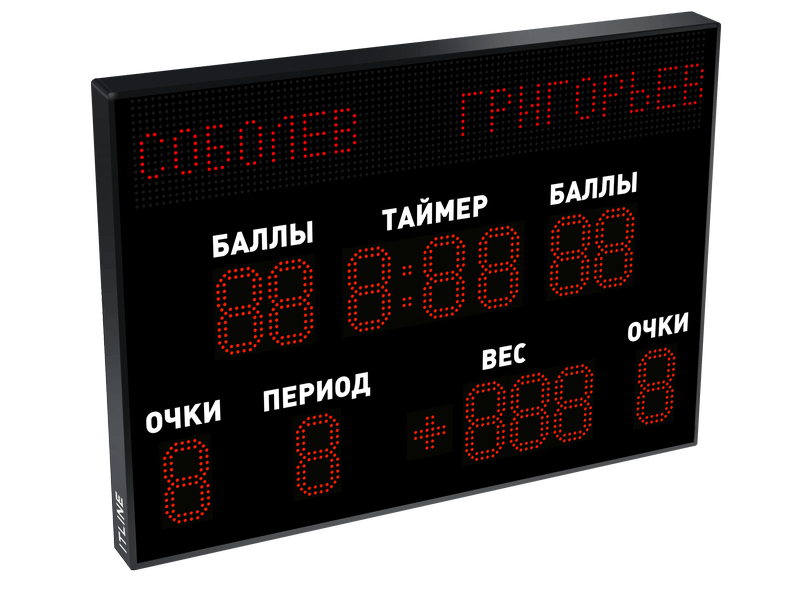 СОБОЛЕВ ГРИГОРЬЕВ
БАЛЛЫ ТАЙМЕР БАЛЛЫ
88 8:88 88
ОЧКИ ПЕРИОД ВЕС ОЧКИ
8 8 +888 8
ITLINE